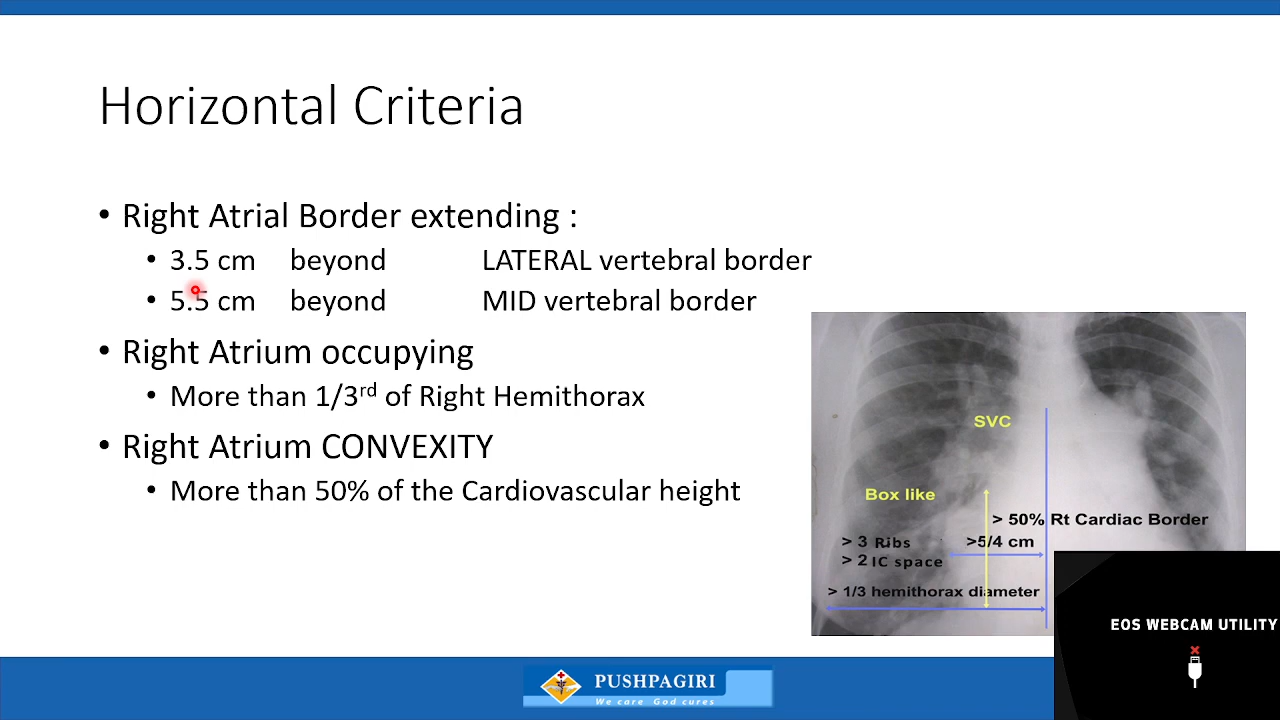 Horizontal Criteria
• Right Atrial Border extending :
• 3.5 cm beyond LATERAL vertebral border
• 5.5 cm beyond MID vertebral border
• Right Atrium occupying
• More than 1/3rd of Right Hemithorax
• Right Atrium CONVEXITY
• More than 50% of the Cardiovascular height
SVC
Box like
> 50% Rt Cardiac Border
> 3 Ribs
>5/4 cm
> 2 IC space
> 1/3 hemithorax diameter
EOS WEBCAM UTILITY
PUSHPAGIRI
We care God cures